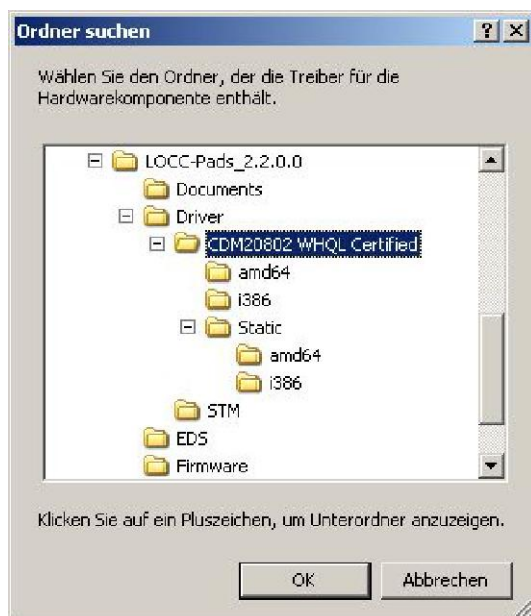 Ordner suchen
Wählen Sie den Ordner, der die Treiber für die
Hardwarekomponente enthält.
LOCC-Pads_2.2.0.0
Documents
Driver
CDM20802 WHQL Certified
amd64
i386
Static
amd64
i386
STM
EDS
Firmware
Klicken Sie auf ein Pluszeichen, um Unterordner anzuzeigen.
OK
Abbrechen